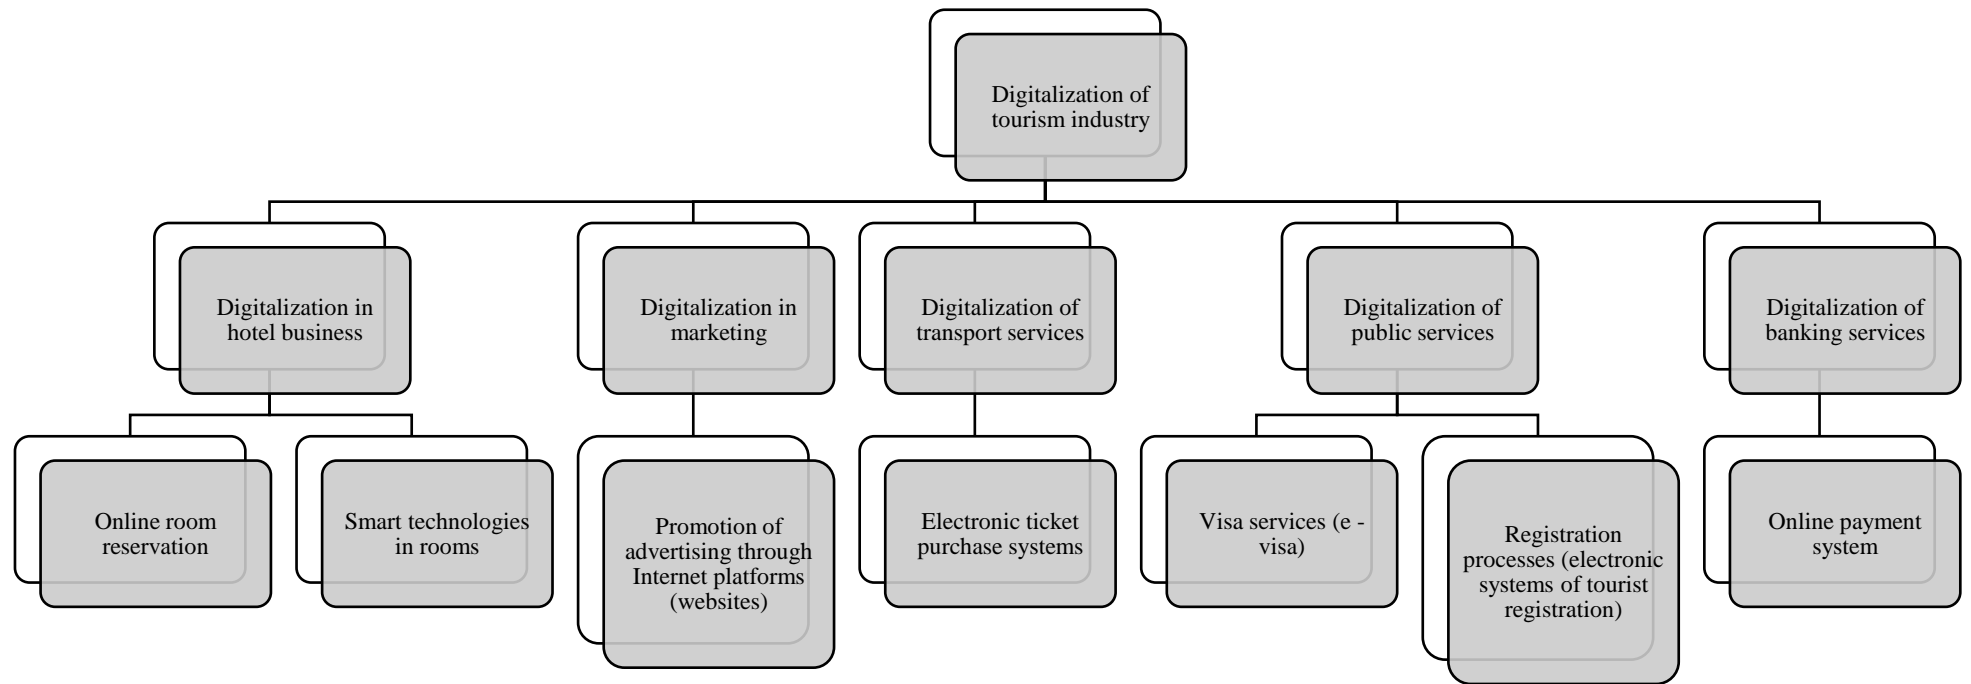 Digitalization of
tourism industry
Digitalization in
hotel business
Digitalization in
marketing
Digitalization of
transport services
Digitalization of
public services
Digitalization of
banking services
Online room
reservation
Smart technologies
in rooms
Promotion of
advertising through
Internet platforms
(websites)
Electronic ticket
purchase systems
Visa services (e -
visa)
Registration
processes (electronic
systems of tourist
registration)
Online payment
system